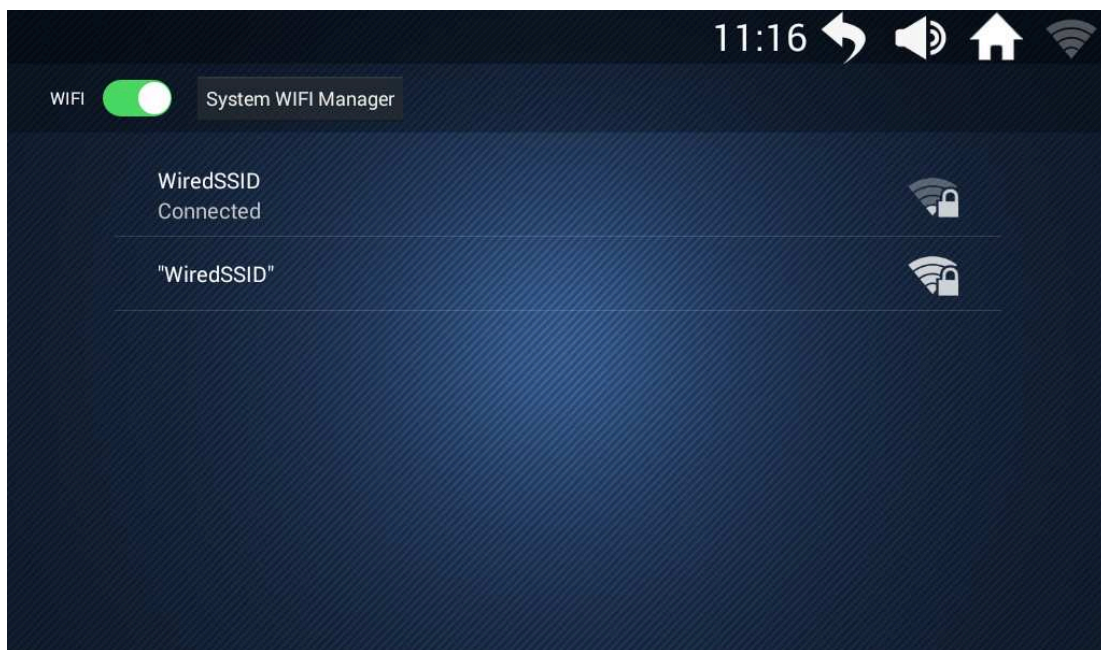 11:16
WIFI
System WIFI Manager
WiredSSID
Connected
"WiredSSID"